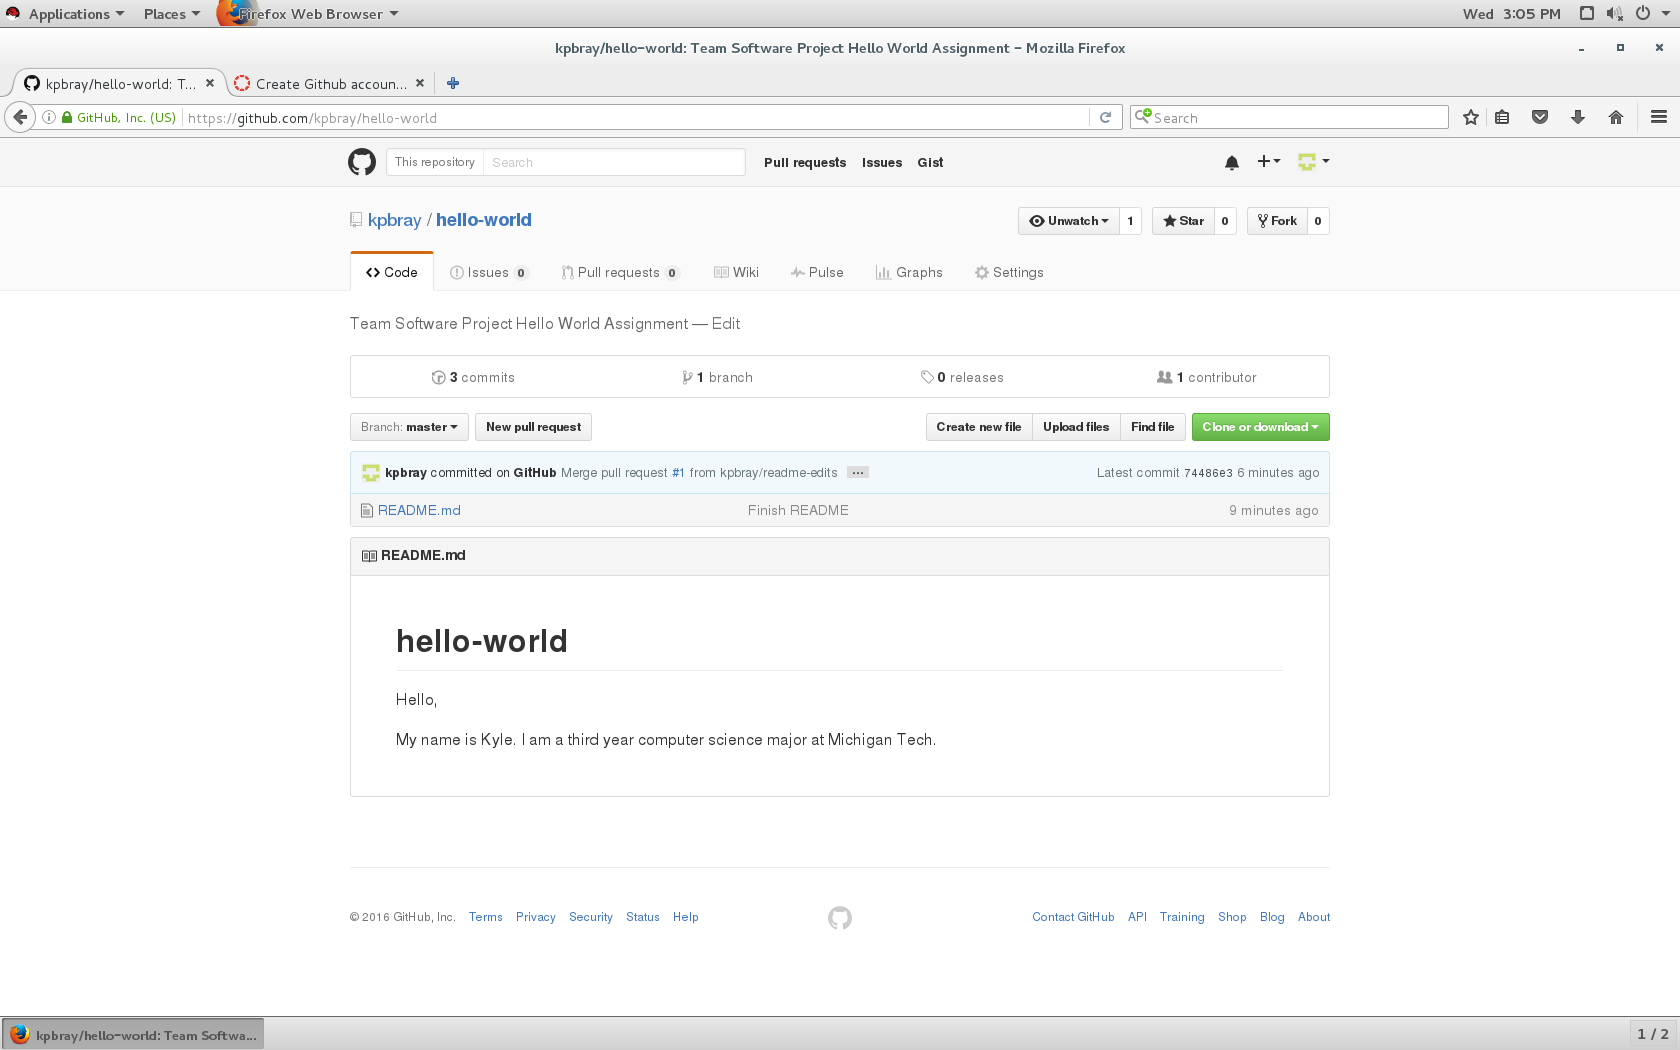 Applications Places Firefox Web Browser Wed 3:05 PM
kpbray/hello-world: Team Software Project Hello World Assignment - Mozilla Firefox
kpbray/hello-world: T... Create Github accoun...
GitHub, Inc. (US) https://github.com/kpbray/hello-world Search
This repository Search Pull requests Issues Gist
kpbray / hello-world Unwatch 1 Star 0 Fork 0
Code Issues 0 Pull requests 0 Wiki Pulse Graphs Settings
Team Software Project Hello World Assignment — Edit
3 commits 1 branch 0 releases 1 contributor
Branch: master New pull request Create new file Upload files Find file Clone or download
kpbray committed on GitHub Merge pull request #1 from kpbray/readme-edits ... Latest commit 74486e3 6 minutes ago
README.md Finish README 9 minutes ago
README.md
hello-world
Hello,
My name is Kyle. I am a third year computer science major at Michigan Tech.
© 2016 GitHub, Inc. Terms Privacy Security Status Help Contact GitHub API Training Shop Blog About
kpbray/hello-world: Team Softwa... 1 / 2